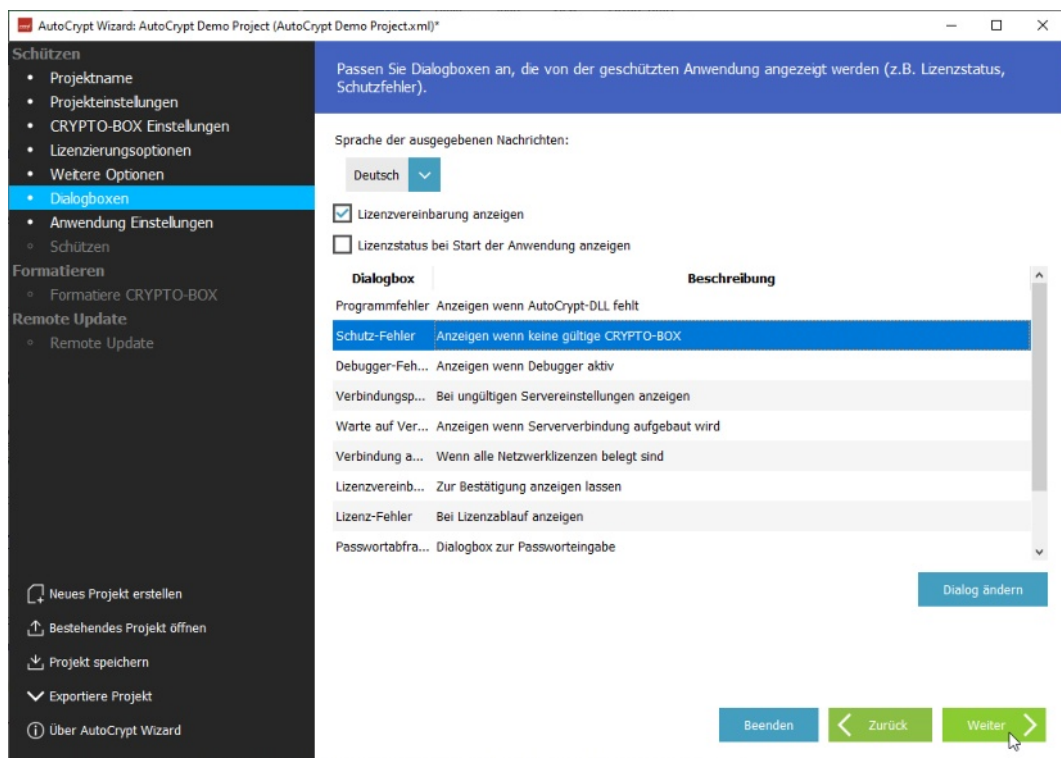 AutoCrypt Wizard: AutoCrypt Demo Project (AutoCrypt Demo Project.xml)*
Schützen
Projektname
Projekteinstellungen
CRYPTO-BOX Einstellungen
Lizenzierungsoptionen
Weitere Optionen
Dialogboxen
Anwendung Einstellungen
Schützen
Formatieren
Formatiere CRYPTO-BOX
Remote Update
Remote Update
Neues Projekt erstellen
Bestehendes Projekt öffnen
Projekt speichern
Exportiere Projekt
Über AutoCrypt Wizard
Passen Sie Dialogboxen an, die von der geschützten Anwendung angezeigt werden (z.B. Lizenzstatus,
Schutzfehler).
Sprache der ausgegebenen Nachrichten:
Deutsch
Lizenzvereinbarung anzeigen
Lizenzstatus bei Start der Anwendung anzeigen
Dialogbox Beschreibung
Programmfehler Anzeigen wenn AutoCrypt-DLL fehlt
Schutz-Fehler Anzeigen wenn keine gültige CRYPTO-BOX
Debugger-Feh... Anzeigen wenn Debugger aktiv
Verbindungsp... Bei ungültigen Servereinstellungen anzeigen
Warte auf Ver... Anzeigen wenn Serververbindung aufgebaut wird
Verbindung a... Wenn alle Netzwerklizenzen belegt sind
Lizenzvereinb... Zur Bestätigung anzeigen lassen
Lizenz-Fehler Bei Lizenzablauf anzeigen
Passwortabfra... Dialogbox zur Passworteingabe
Dialog ändern
Beenden Zurück Weiter